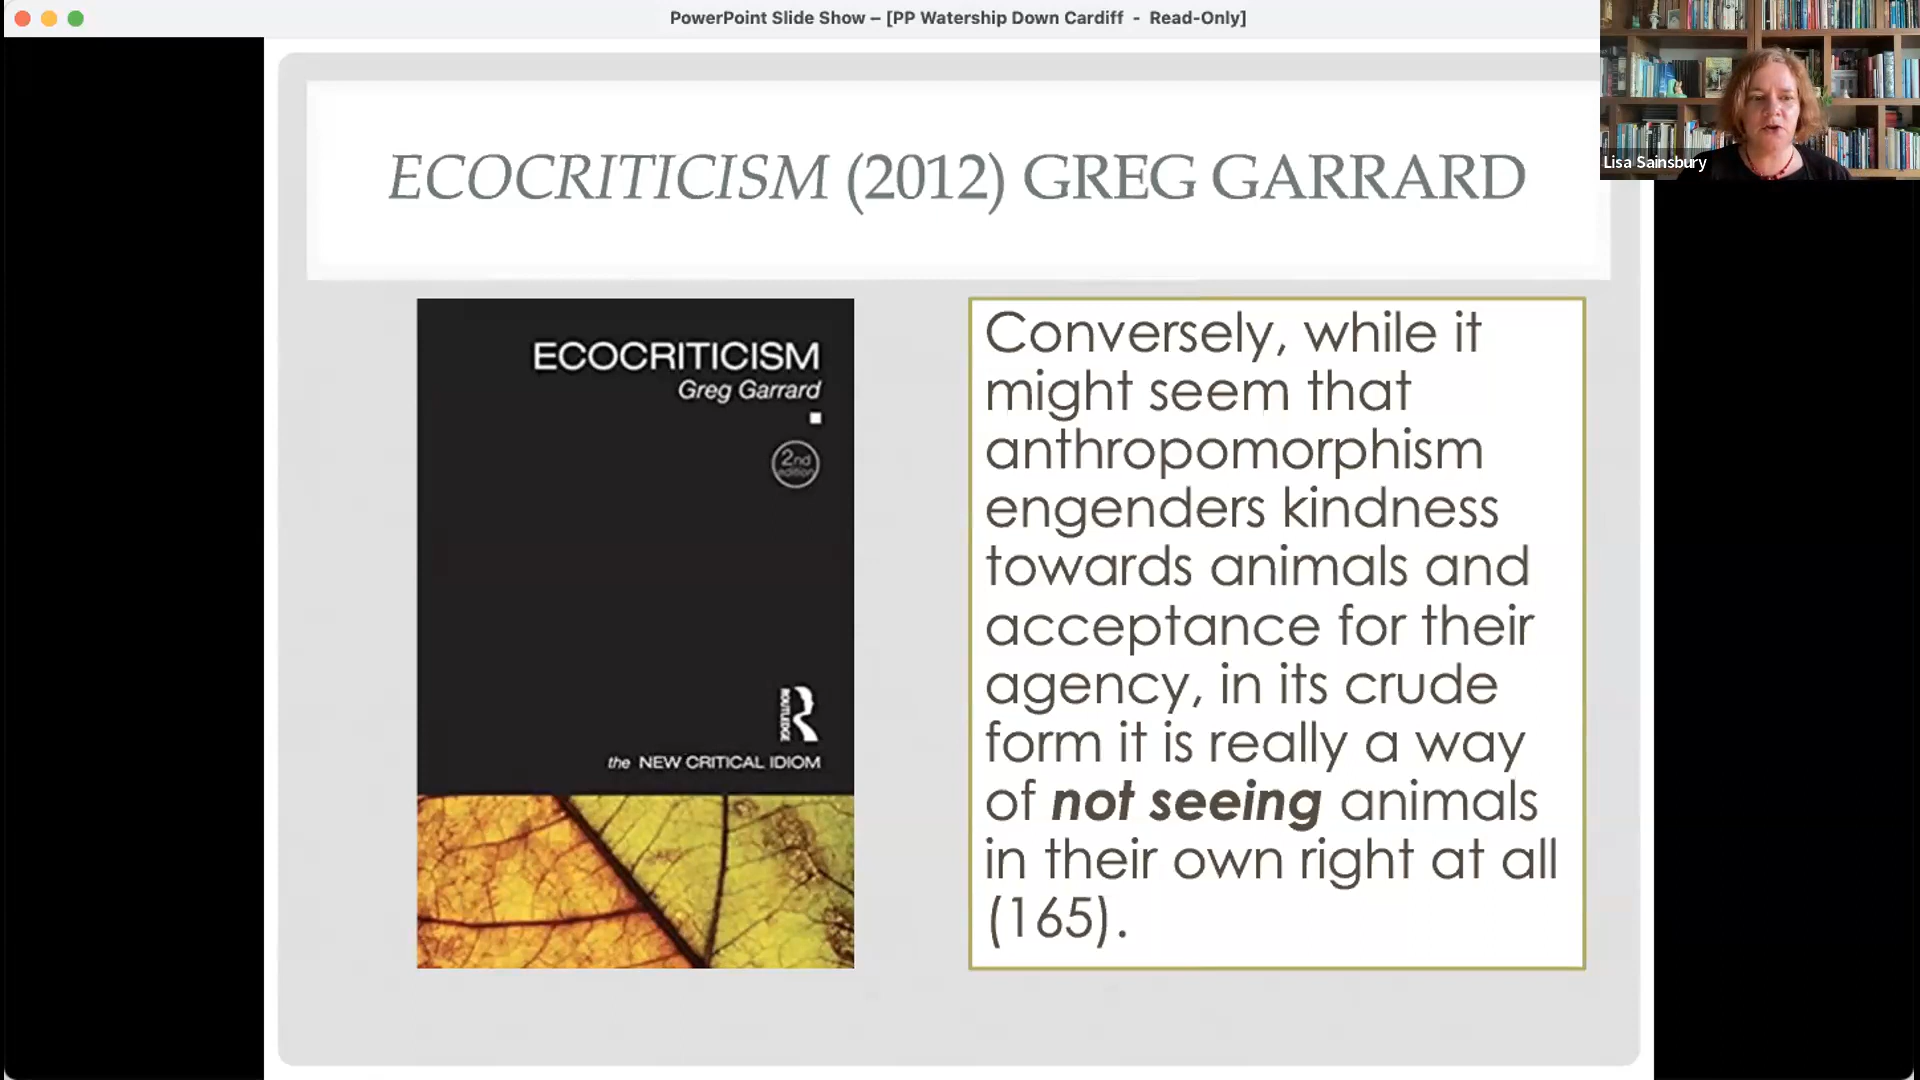 PowerPoint Slide Show – [PP Watership Down Cardiff - Read-Only]
Lisa Sainsbury
ECOCRITICISM (2012) GREG GARRARD
ECOCRITICISM
Greg Garrard
2nd
edition
ROUTLEDGE
the NEW CRITICAL IDIOM
Conversely, while it
might seem that
anthropomorphism
engenders kindness
towards animals and
acceptance for their
agency, in its crude
form it is really a way
of not seeing animals
in their own right at all
(165).